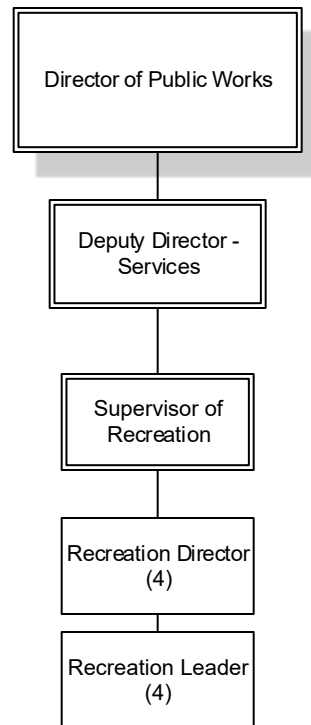 Director of Public Works
Deputy Director -
Services
Supervisor of
Recreation
Recreation Director
(4)
Recreation Leader
(4)